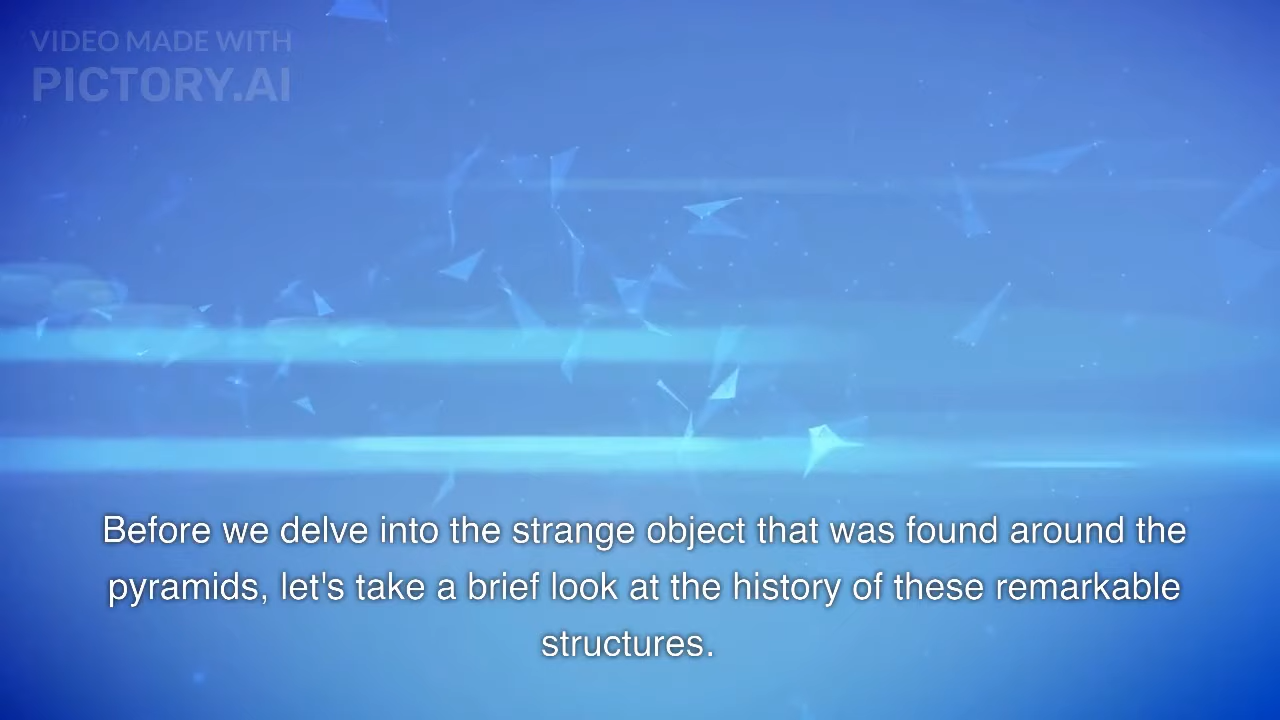 VIDEO MADE WITH
PICTORY.AI
Before we delve into the strange object that was found around the
pyramids, let's take a brief look at the history of these remarkable
structures.